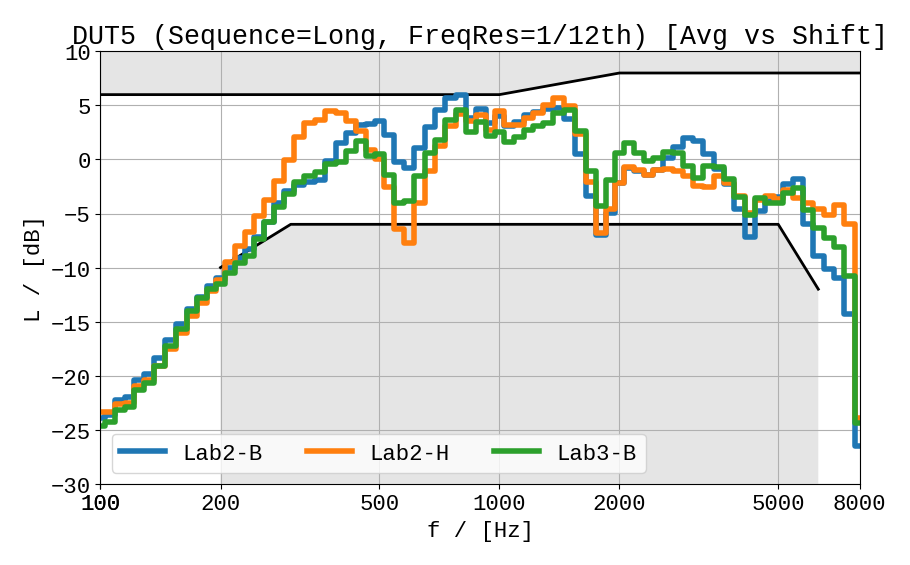 DUT5 (Sequence=Long, FreqRes=1/12th) [Avg vs Shift]
10
5
0
−5
−10
−15
−20
−25
−30
L / [dB]
Lab2-B Lab2-H Lab3-B
100 200 500 1000 2000 5000 8000
f / [Hz]